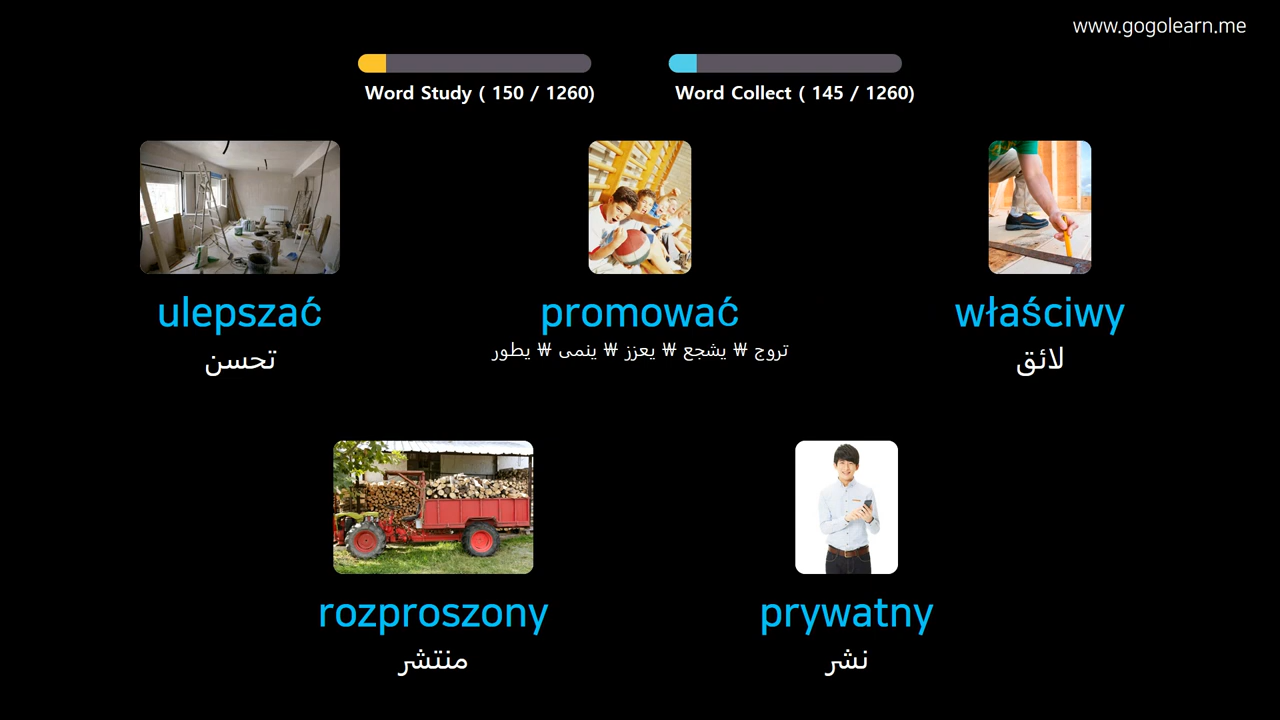 www.gogolearn.me
Word Study ( 150 / 1260)
Word Collect ( 145 / 1260)
ulepszać
تحسن
promować
تروج ₩ يشجع ₩ يعزز ₩ ينمى ₩ يطور
właściwy
لائق
rozproszony
منتشر
prywatny
نشر